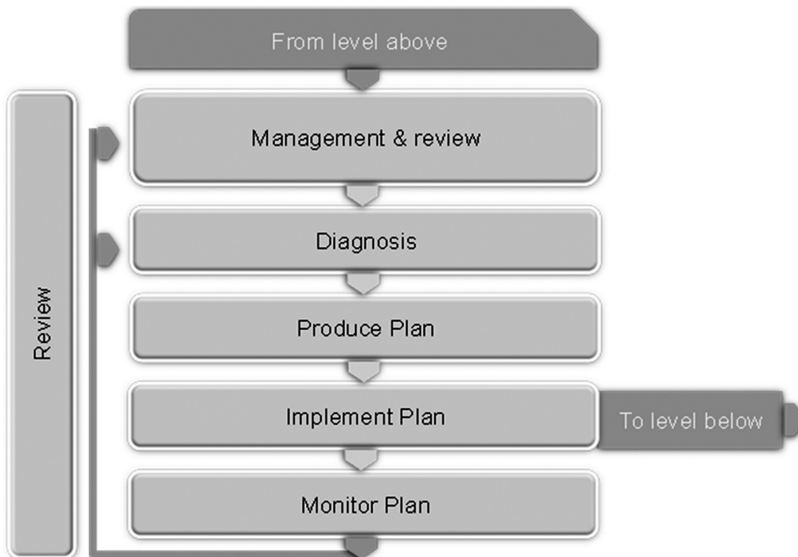 From level above
Management & review
Diagnosis
Produce Plan
Implement Plan
To level below
Monitor Plan
Review